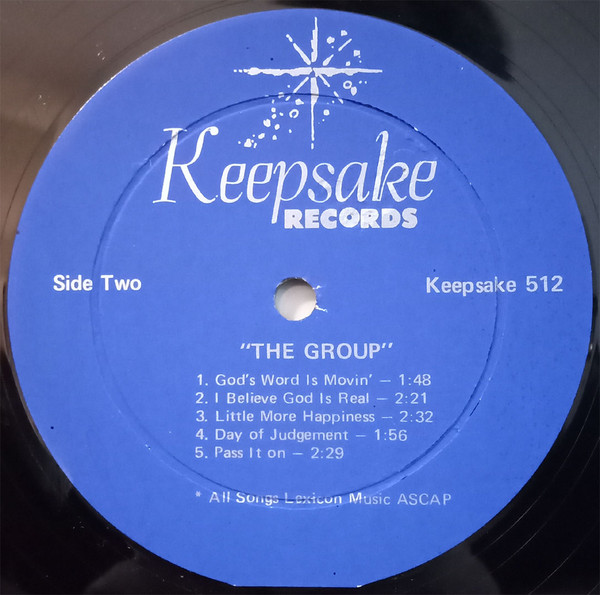 Keepsake
RECORDS
Side Two
Keepsake 512
"THE GROUP"
1. God's Word Is Movin' — 1:48
2. I Believe God Is Real — 2:21
3. Little More Happiness — 2:32
4. Day of Judgement — 1:56
5. Pass It on — 2:29
* All Songs Lexicon Music ASCAP